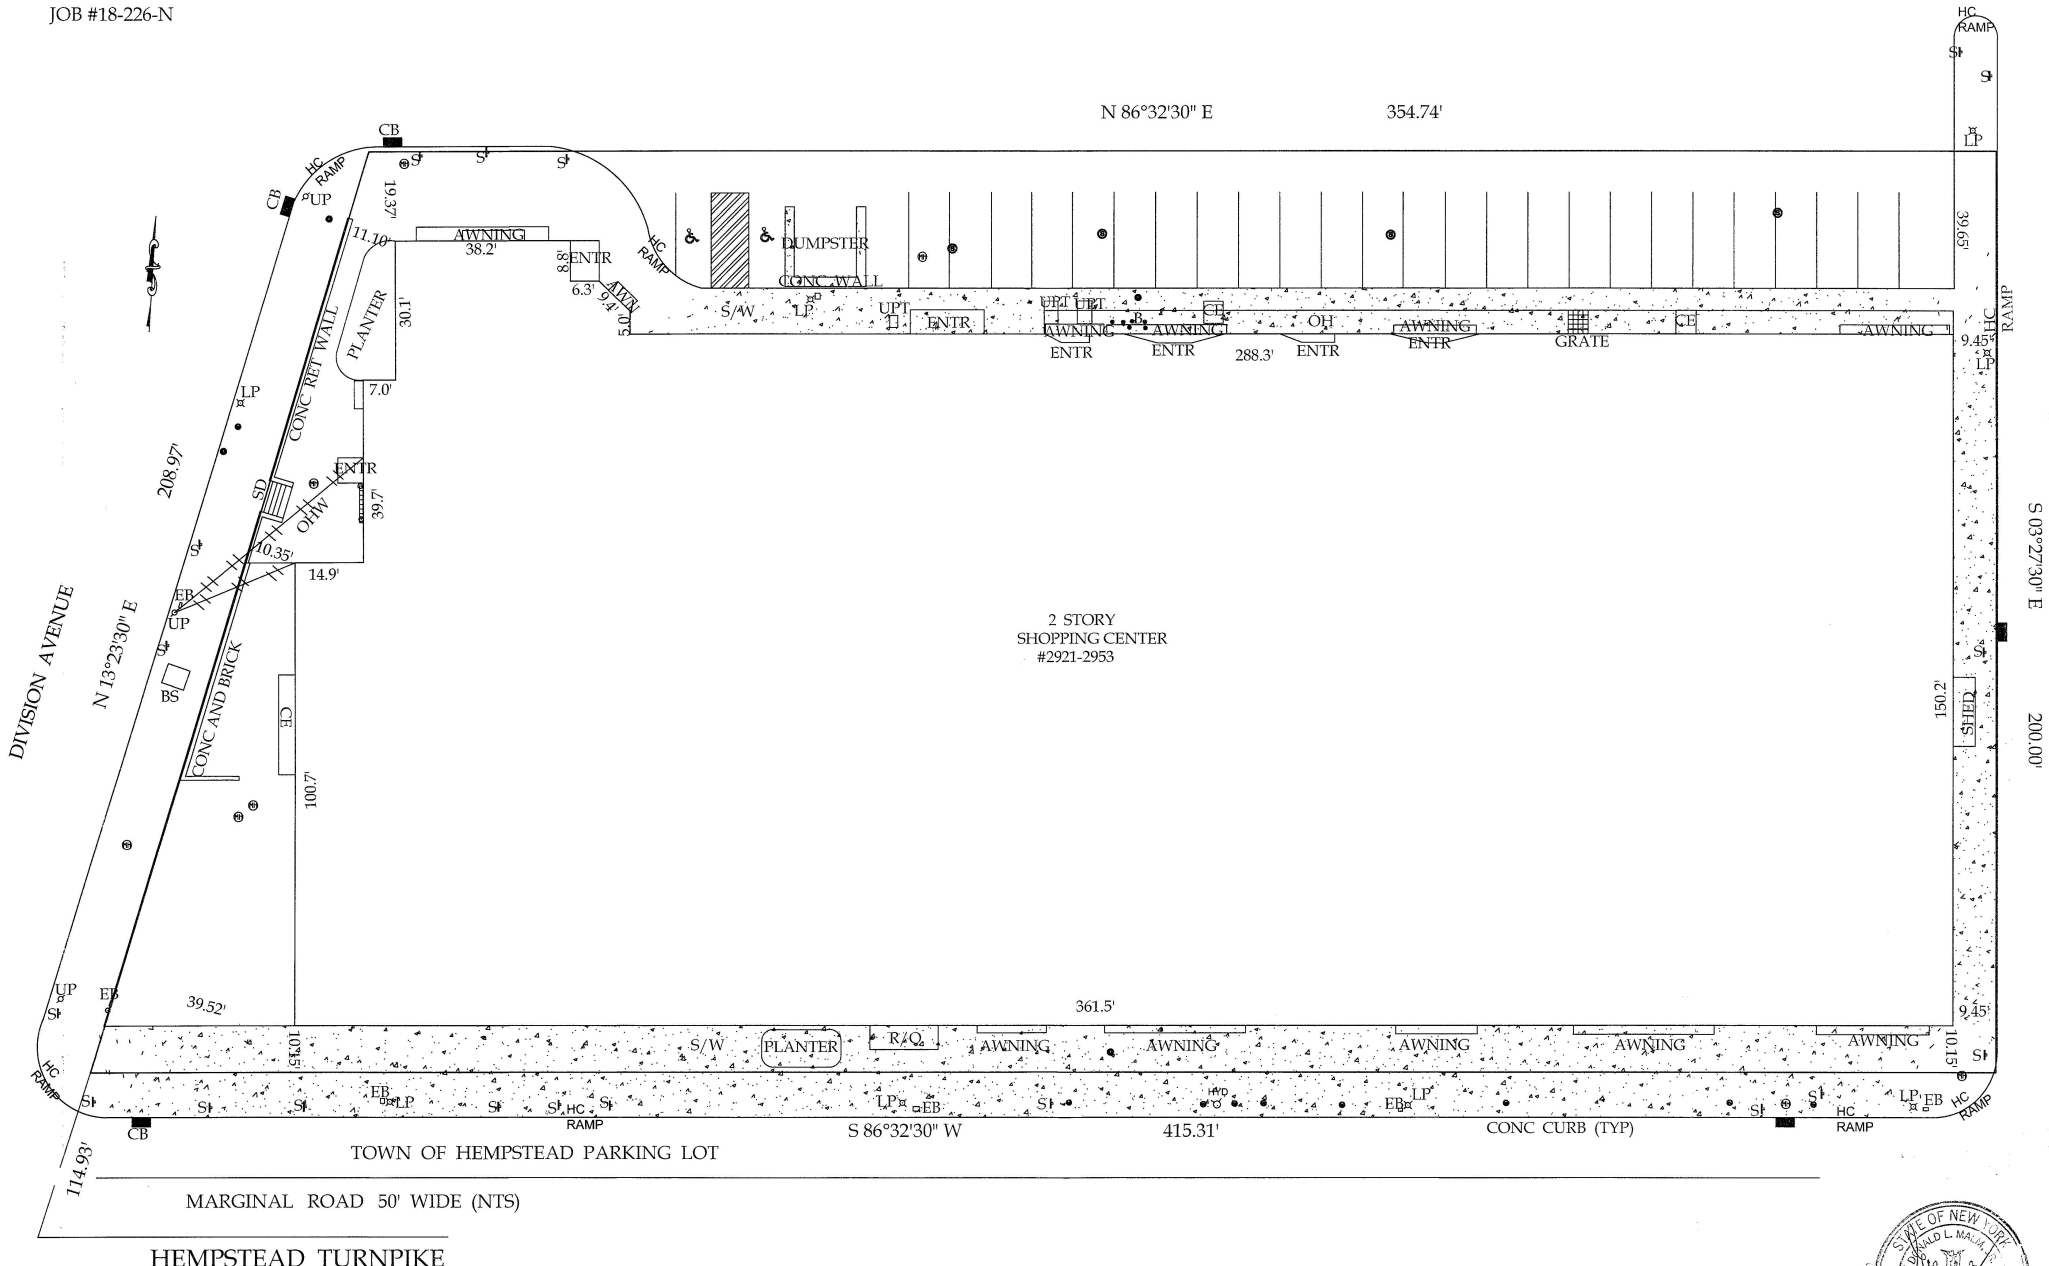 JOB #18-226-N
HC
RAMP
S
S
LP
N 86°32'30" E 354.74'
CB
HC
RAMP
S
S
S
CB
UP
19.37'
11.10'
AWNING
38.2'
8.8'
ENTR
6.3'
9.4'
AWN
5.0'
HC
RAMP
DUMPSTER
CONC WALL
39.65'
S/W
LP
UPT
ENTR
UPT
UPT
B
CE
AWNING
AWNING
OH
AWNING
GRATE
CE
AWNING
ENTR
ENTR
288.3'
ENTR
ENTR
HC
RAMP
9.45'
LP
PLANTER
30.1'
7.0'
CONC RET WALL
LP
208.97'
ENTR
SD
OHW
39.7'
S
10.35'
14.9'
EB
UP
S
BS
CONC AND BRICK
CE
100.7'
DIVISION AVENUE
N 13°23'30" E
2 STORY
SHOPPING CENTER
#2921-2953
S 03°27'30" E
200.00'
S
150.2'
SHED
UP
S
EB
39.52'
361.5'
9.45'
10.15'
S/W
PLANTER
R/O
AWNING
AWNING
AWNING
AWNING
AWNING
10.15'
S
HC
RAMP
S
S
S
EB
LP
S
S
HC
RAMP
S
LP
EB
S
HYD
EB
LP
S
S
HC
RAMP
LP
EB
HC
RAMP
CB
S 86°32'30" W 415.31'
CONC CURB (TYP)
TOWN OF HEMPSTEAD PARKING LOT
114.93'
MARGINAL ROAD 50' WIDE (NTS)
HEMPSTEAD TURNPIKE
STATE OF NEW YORK
DONALD L. MALM, JR.